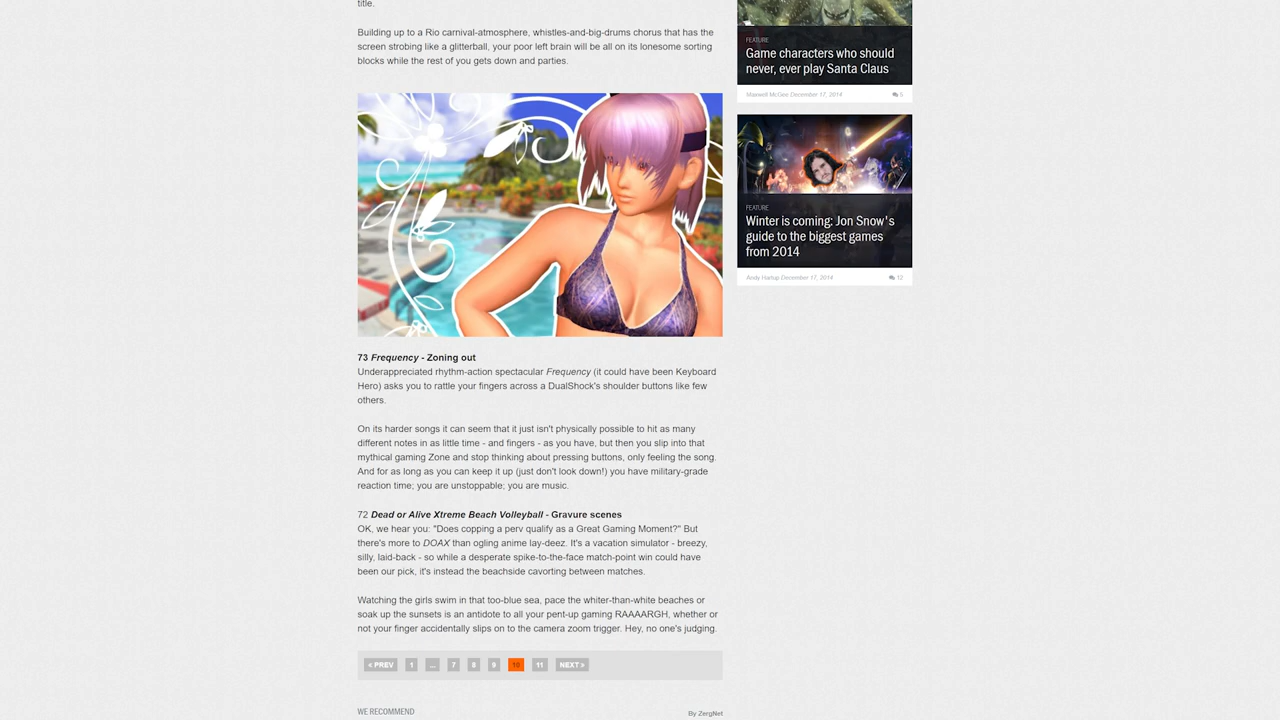 title.
Building up to a Rio carnival-atmosphere, whistles-and-big-drums chorus that has the
screen strobing like a glitterball, your poor left brain will be all on its lonesome sorting
blocks while the rest of you gets down and parties.
73 Frequency - Zoning out
Underappreciated rhythm-action spectacular Frequency (it could have been Keyboard
Hero) asks you to rattle your fingers across a DualShock's shoulder buttons like few
others.
On its harder songs it can seem that it just isn't physically possible to hit as many
different notes in as little time - and fingers - as you have, but then you slip into that
mythical gaming Zone and stop thinking about pressing buttons, only feeling the song.
And for as long as you can keep it up (just don't look down!) you have military-grade
reaction time; you are unstoppable; you are music.
72 Dead or Alive Xtreme Beach Volleyball - Gravure scenes
OK, we hear you: "Does copping a perv qualify as a Great Gaming Moment?" But
there's more to DOAX than ogling anime lay-deez. It's a vacation simulator - breezy,
silly, laid-back - so while a desperate spike-to-the-face match-point win could have
been our pick, it's instead the beachside cavorting between matches.
Watching the girls swim in that too-blue sea, pace the whiter-than-white beaches or
soak up the sunsets is an antidote to all your pent-up gaming RAAAARGH, whether or
not your finger accidentally slips on to the camera zoom trigger. Hey, no one's judging.
< PREV 1 ... 7 8 9 10 11 NEXT >
WE RECOMMEND
By ZergNet
FEATURE
Game characters who should
never, ever play Santa Claus
Maxwell McGee December 17, 2014 5
FEATURE
Winter is coming: Jon Snow's
guide to the biggest games
from 2014
Andy Hartup December 17, 2014 12